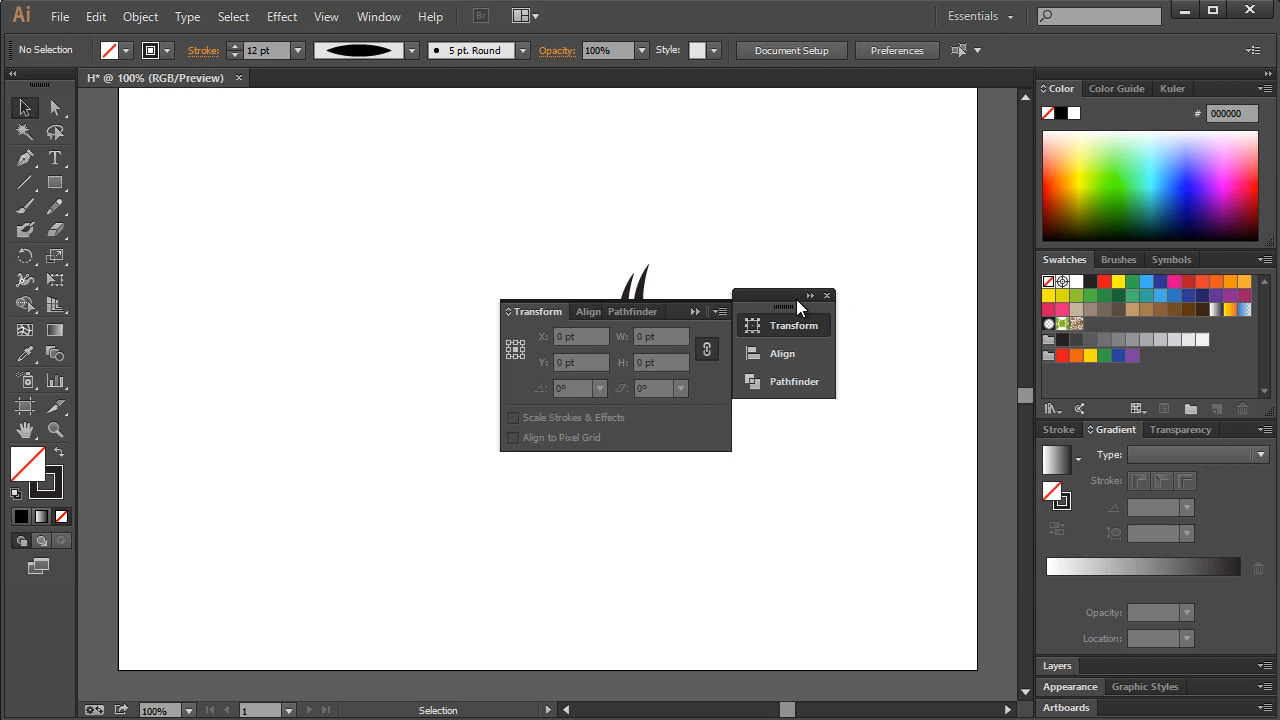 Ai File Edit Object Type Select Effect View Window Help Br Essentials
No Selection Stroke: 12 pt 5 pt. Round Opacity: 100% Style: Document Setup Preferences
H* @ 100% (RGB/Preview) ×
Color Color Guide Kuler
# 000000
Swatches Brushes Symbols
Transform Align Pathfinder
X: 0 pt W: 0 pt
Y: 0 pt H: 0 pt
0° 0°
Scale Strokes & Effects
Align to Pixel Grid
Transform
Align
Pathfinder
Stroke Gradient Transparency
Type:
Stroke:
Opacity:
Location:
Layers
Appearance Graphic Styles
Artboards
100% 1 Selection